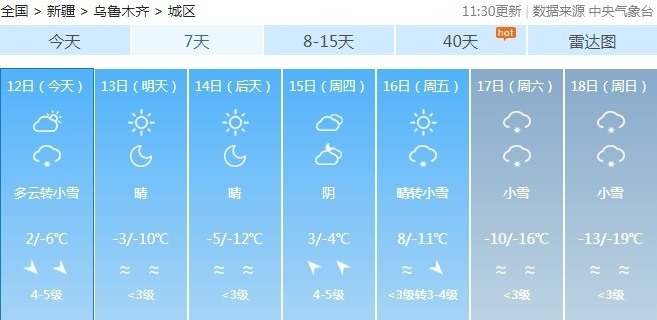 全国 > 新疆 > 乌鲁木齐 > 城区 11:30更新 | 数据来源 中央气象台
今天 7天 8-15天 40天 hot 雷达图
12日（今天） 13日（明天） 14日（后天） 15日（周四） 16日（周五） 17日（周六） 18日（周日）
多云转小雪 晴 晴 阴 晴转小雪 小雪 小雪
2/-6℃ -3/-10℃ -5/-12℃ 3/-4℃ 8/-11℃ -10/-16℃ -13/-19℃
4-5级 <3级 <3级 4-5级 <3级转3-4级 <3级 <3级